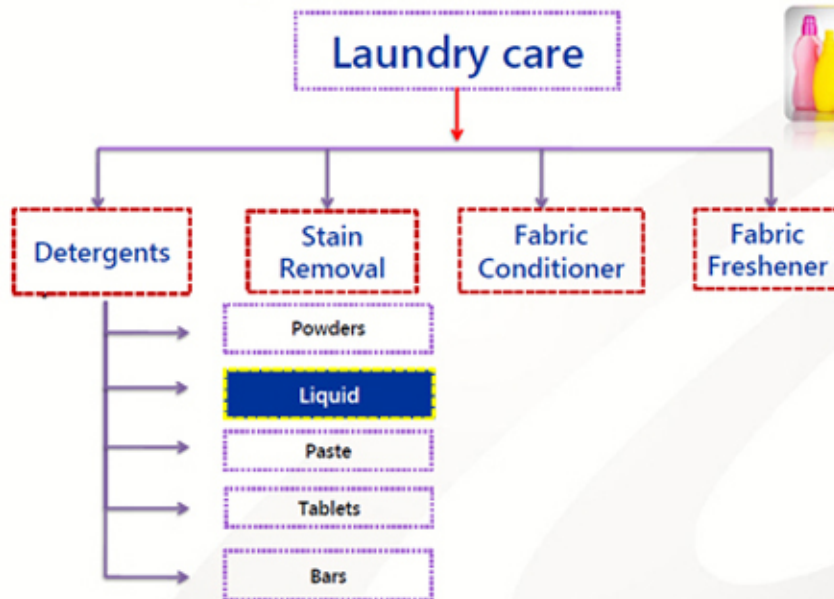 Laundry care
Detergents
Stain
Removal
Fabric
Conditioner
Fabric
Freshener
Powders
Liquid
Paste
Tablets
Bars